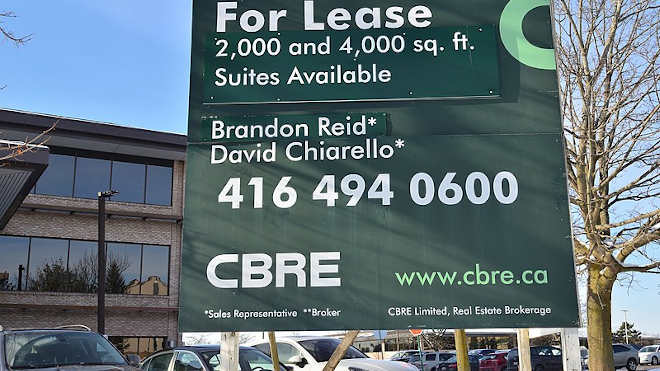 For Lease
2,000 and 4,000 sq. ft.
Suites Available
Brandon Reid*
David Chiarello*
416 494 0600
CBRE
www.cbre.ca
*Sales Representative **Broker
CBRE Limited, Real Estate Brokerage